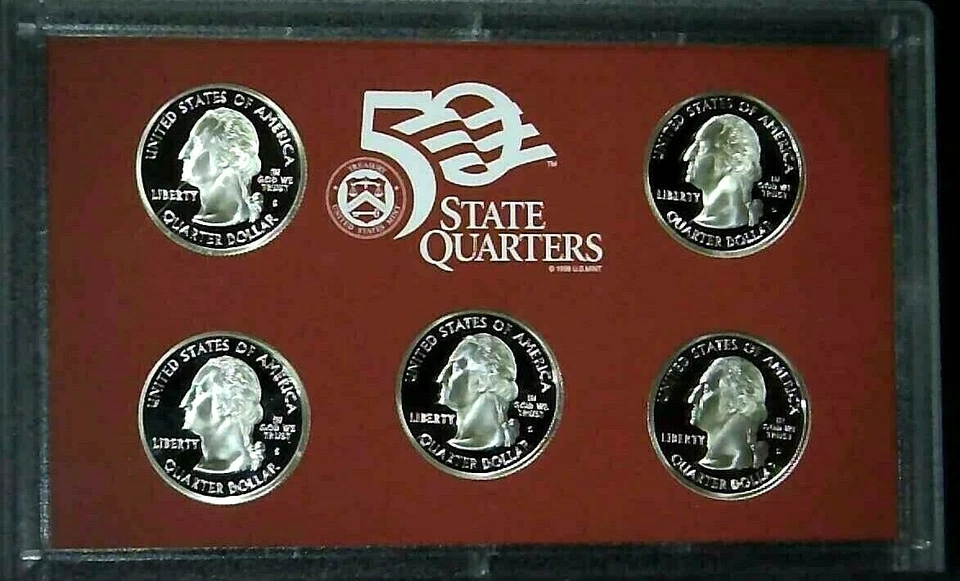 UNITED STATES OF AMERICA
LIBERTY
IN
GOD WE
TRUST
S
QUARTER DOLLAR
50
TM
TREASURY
UNITED STATES MINT
STATE
QUARTERS
© 1998 U.S. MINT
UNITED STATES OF AMERICA
LIBERTY
IN
GOD WE
TRUST
S
QUARTER DOLLAR
UNITED STATES OF AMERICA
LIBERTY
IN
GOD WE
TRUST
S
QUARTER DOLLAR
UNITED STATES OF AMERICA
LIBERTY
IN
GOD WE
TRUST
S
QUARTER DOLLAR
UNITED STATES OF AMERICA
LIBERTY
IN
GOD WE
TRUST
S
QUARTER DOLLAR